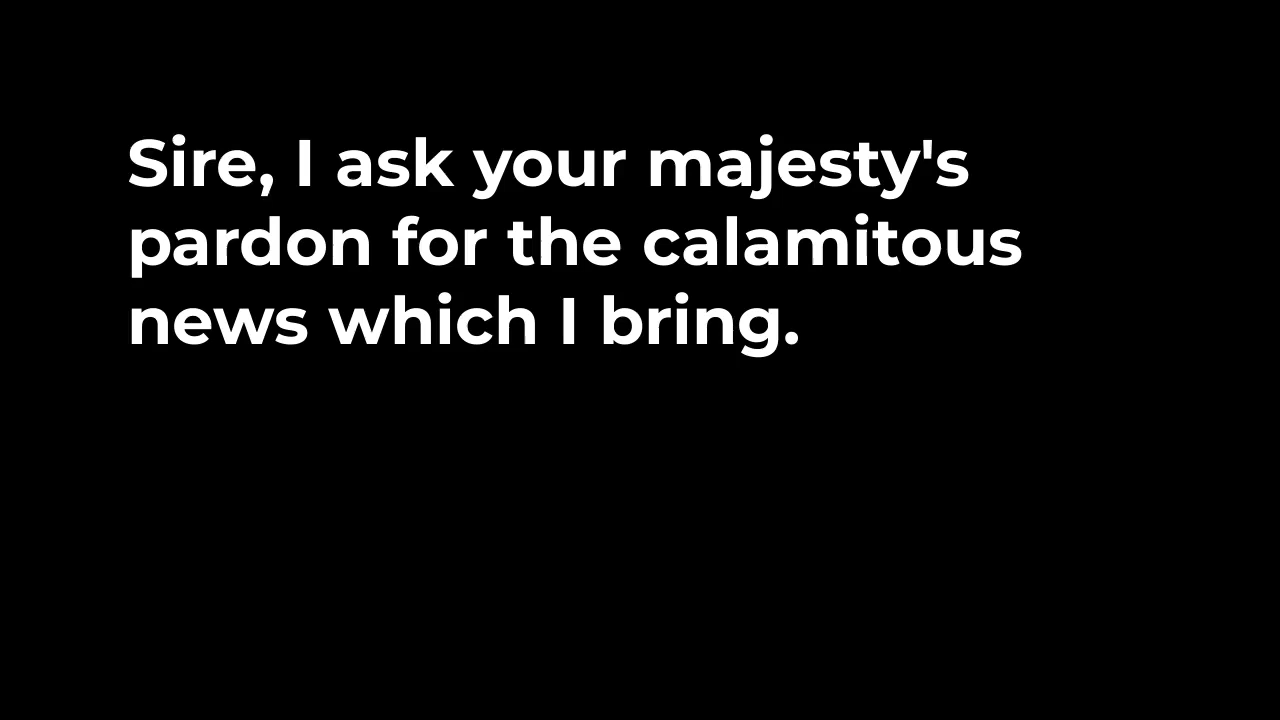 Sire, I ask your majesty's
pardon for the calamitous
news which I bring.